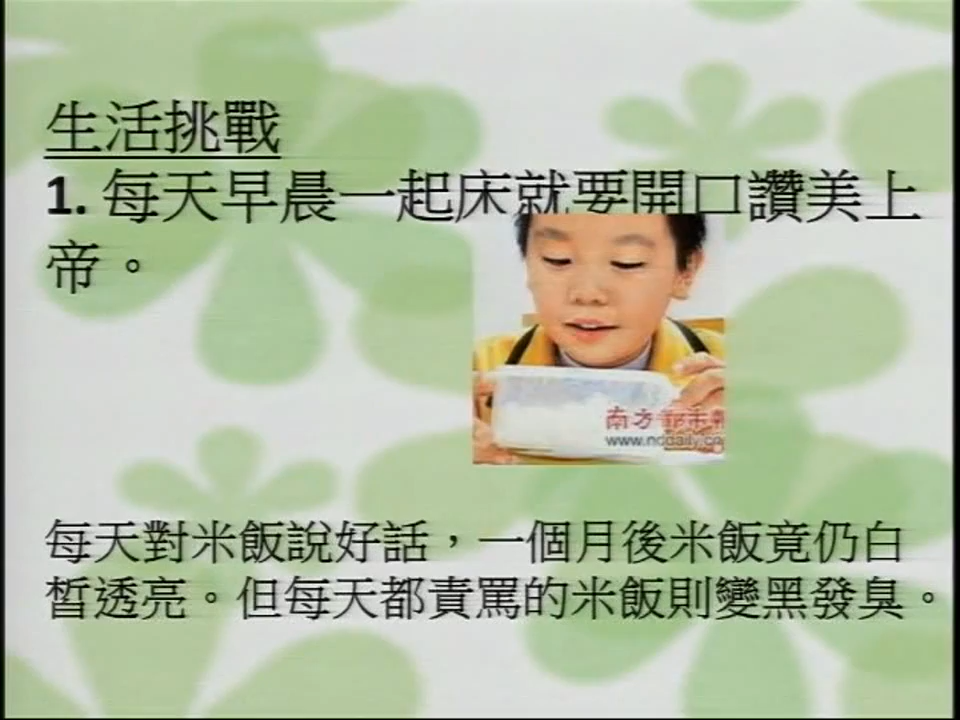 生活挑戰
1. 每天早晨一起床就要開口讚美上
帝。
南方都市報
www.nddaily.c
每天對米飯說好話，一個月後米飯竟仍白
皙透亮。但每天都責罵的米飯則變黑發臭。